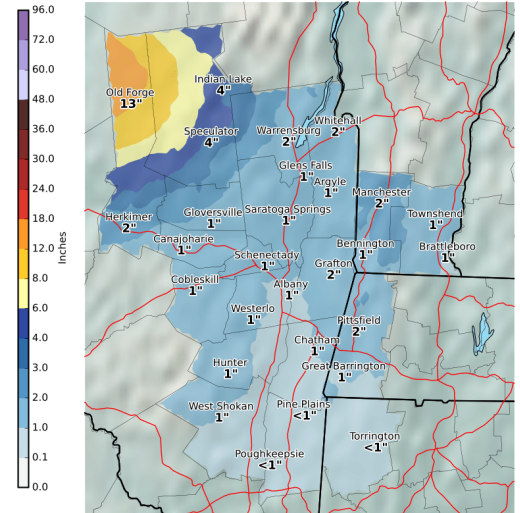 96.0
72.0
60.0
48.0
36.0
30.0
24.0
18.0
12.0
8.0
6.0
4.0
3.0
2.0
1.0
0.1
0.0
Inches
Old Forge
13"
Indian Lake
4"
Speculator
4"
Warrensburg
2"
Whitehall
2"
Glens Falls
1"
Argyle
1"
Manchester
2"
Herkimer
2"
Gloversville
1"
Saratoga Springs
1"
Townshend
1"
Canajoharie
1"
Schenectady
1"
Bennington
1"
Brattleboro
1"
Grafton
2"
Cobleskill
1"
Albany
1"
Westerlo
1"
Pittsfield
2"
Chatham
1"
Hunter
1"
Great Barrington
1"
West Shokan
1"
Pine Plains
<1"
Torrington
<1"
Poughkeepsie
<1"